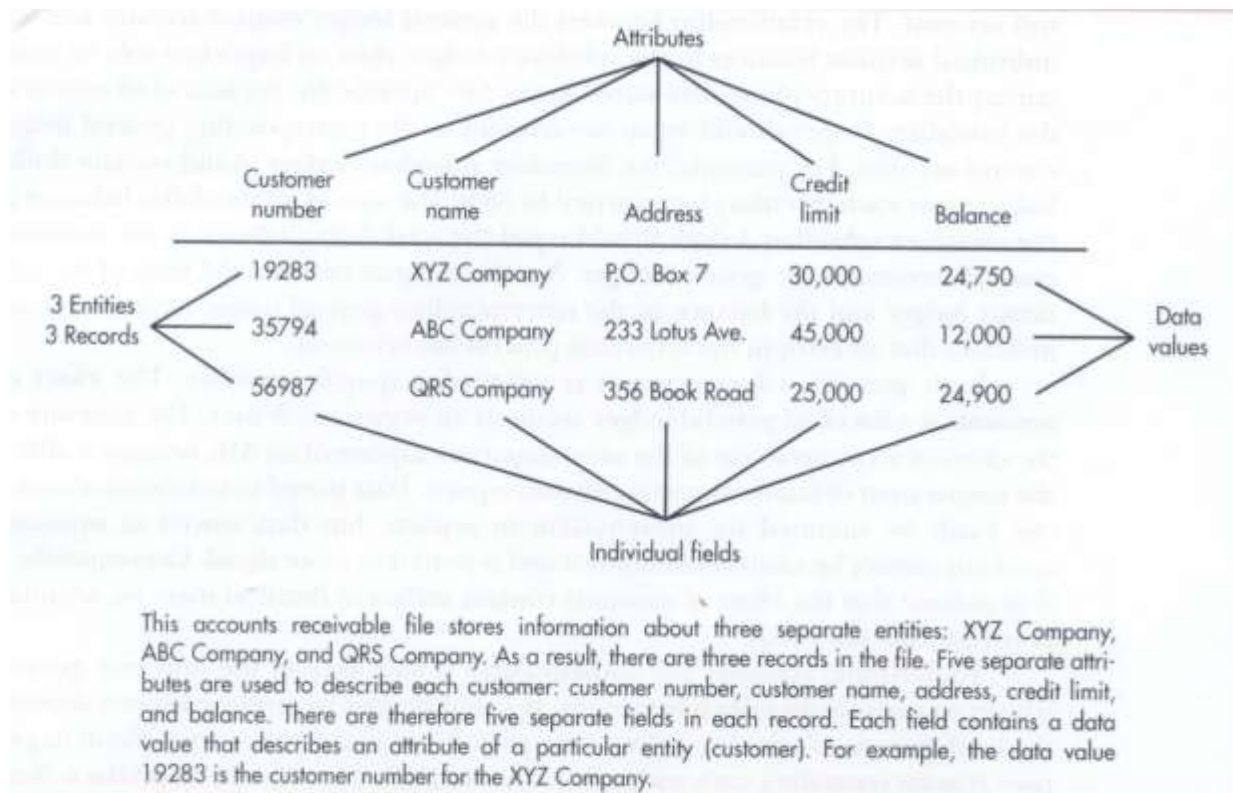 Attributes
Customer number Customer name Address Credit limit Balance
19283 XYZ Company P.O. Box 7 30,000 24,750
3 Entities
3 Records
35794 ABC Company 233 Lotus Ave. 45,000 12,000
Data values
56987 QRS Company 356 Book Road 25,000 24,900
Individual fields
This accounts receivable file stores information about three separate entities: XYZ Company,
ABC Company, and QRS Company. As a result, there are three records in the file. Five separate attri-
butes are used to describe each customer: customer number, customer name, address, credit limit,
and balance. There are therefore five separate fields in each record. Each field contains a data
value that describes an attribute of a particular entity (customer). For example, the data value
19283 is the customer number for the XYZ Company.